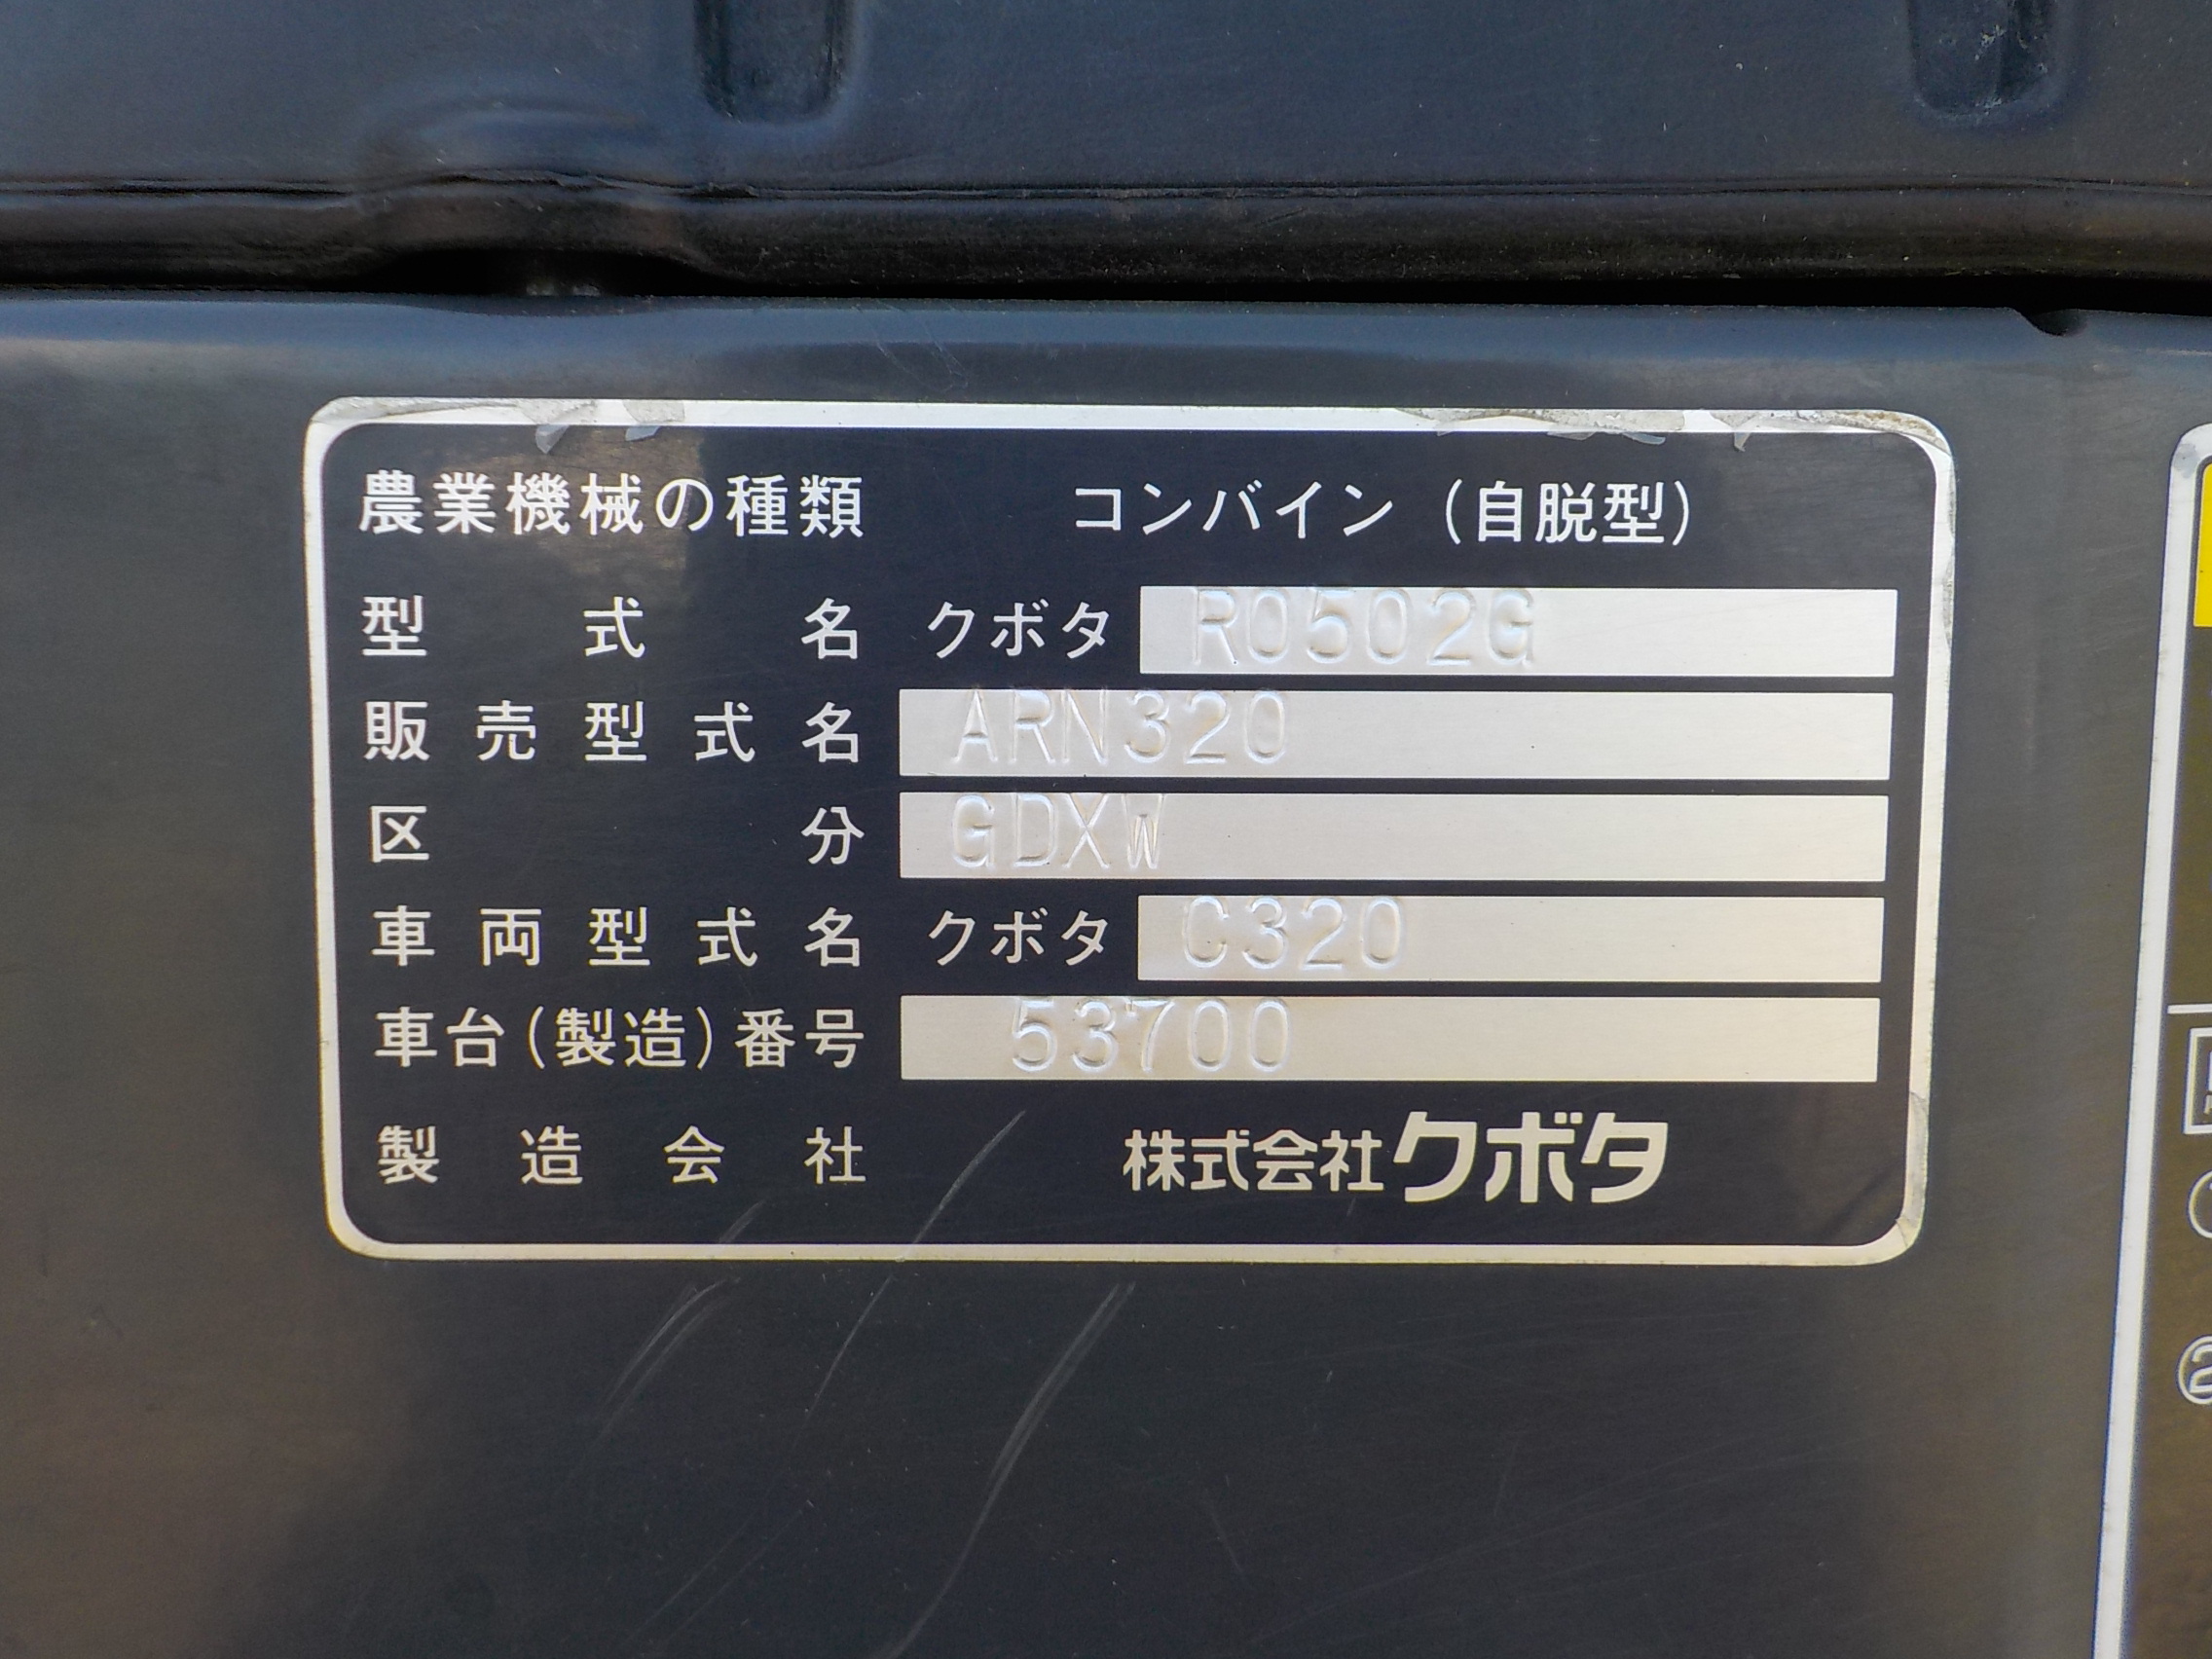 農業機械の種類 コンバイン（自脱型）
型式名 クボタ RO502G
販売型式名 ARN320
区分 GDXW
車両型式名 クボタ C320
車台(製造)番号 53700
製造会社 株式会社クボタ
②